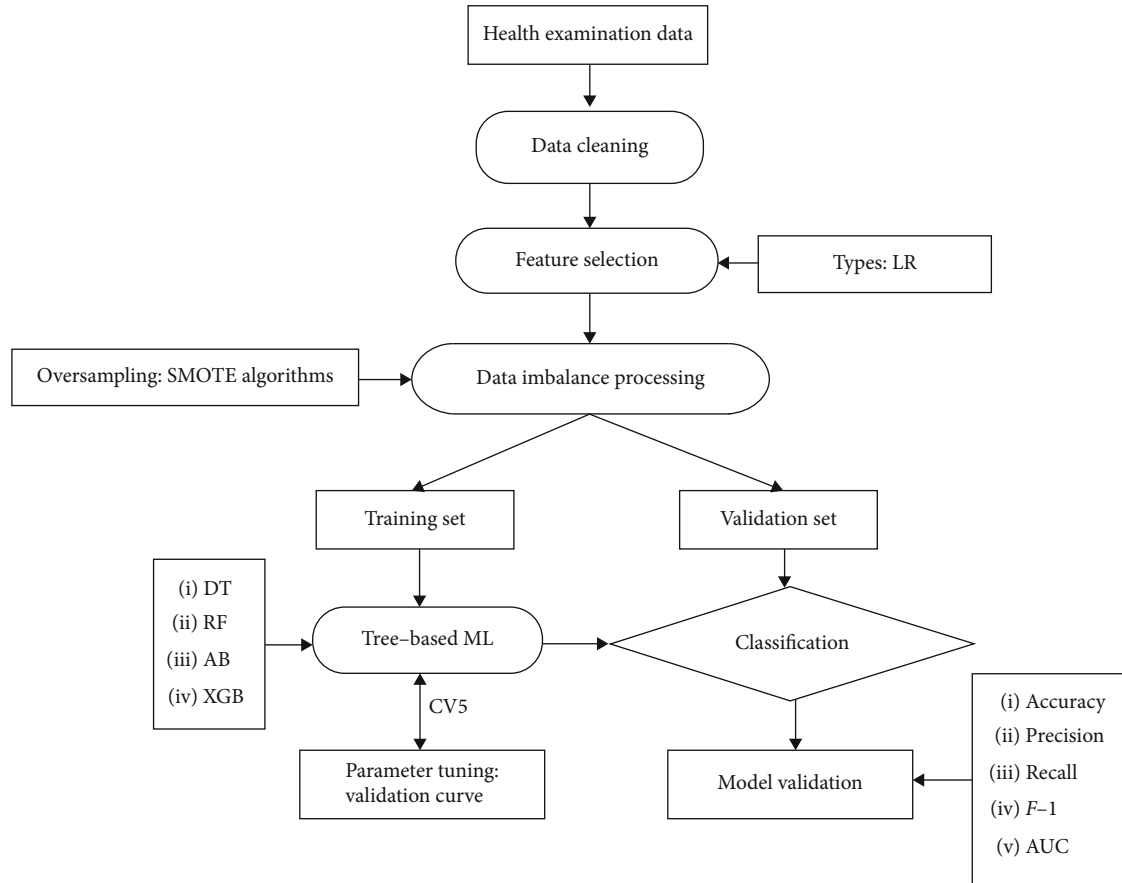 Health examination data
Data cleaning
Feature selection
Types: LR
Oversampling: SMOTE algorithms
Data imbalance processing
Training set
Validation set
(i) DT
(ii) RF
(iii) AB
(iv) XGB
Tree–based ML
Classification
CV5
Parameter tuning:
validation curve
Model validation
(i) Accuracy
(ii) Precision
(iii) Recall
(iv) F–1
(v) AUC